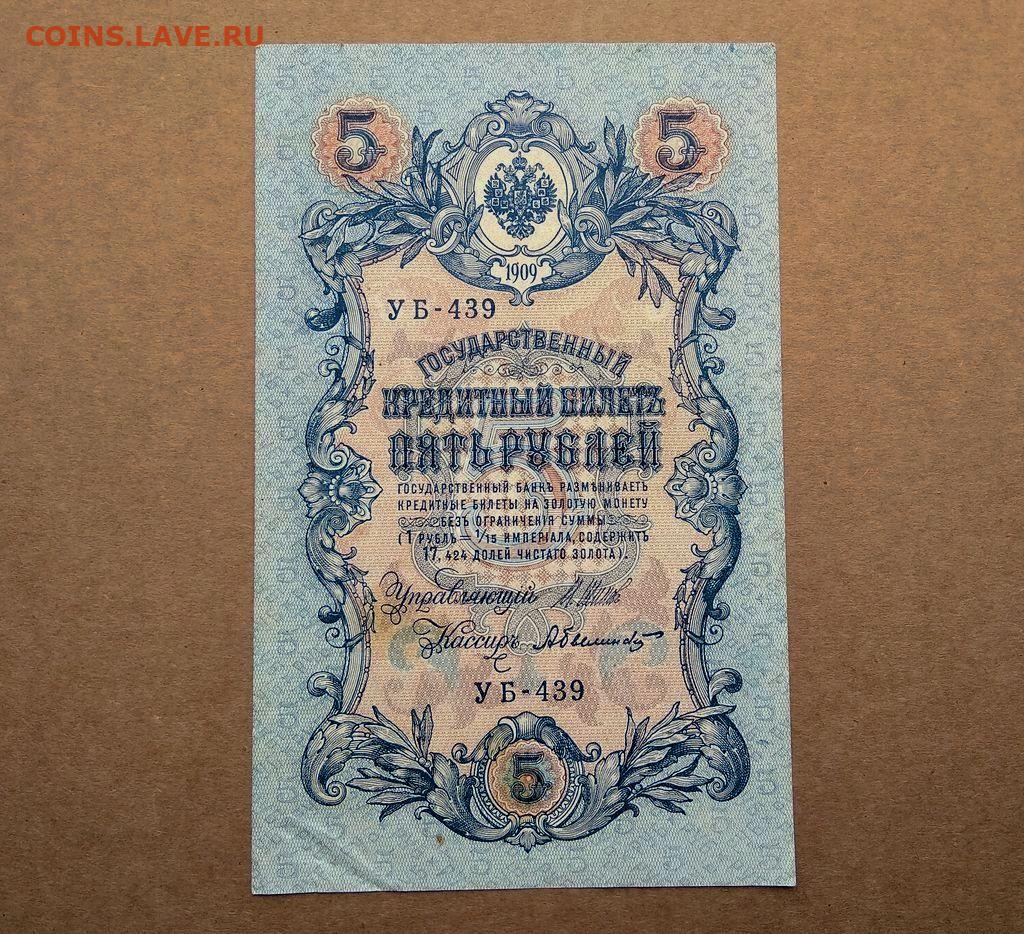 COINS.LAVE.RU
5 5
1909
УБ-439
ГОСУДАРСТВЕННЫЙ
КРЕДИТНЫЙ БИЛЕТЪ
ПЯТЬ РУБЛЕЙ
ГОСУДАРСТВЕННЫЙ БАНКЪ РАЗМѢНИВАЕТЪ
КРЕДИТНЫЕ БИЛЕТЫ НА ЗОЛОТУЮ МОНЕТУ
БЕЗЪ ОГРАНИЧЕНІЯ СУММЫ
(1 РУБЛЬ = 1/15 ИМПЕРІАЛА, СОДЕРЖИТЪ
17,424 ДОЛЕЙ ЧИСТАГО ЗОЛОТА).
Управляющій
Кассиръ
УБ-439
5